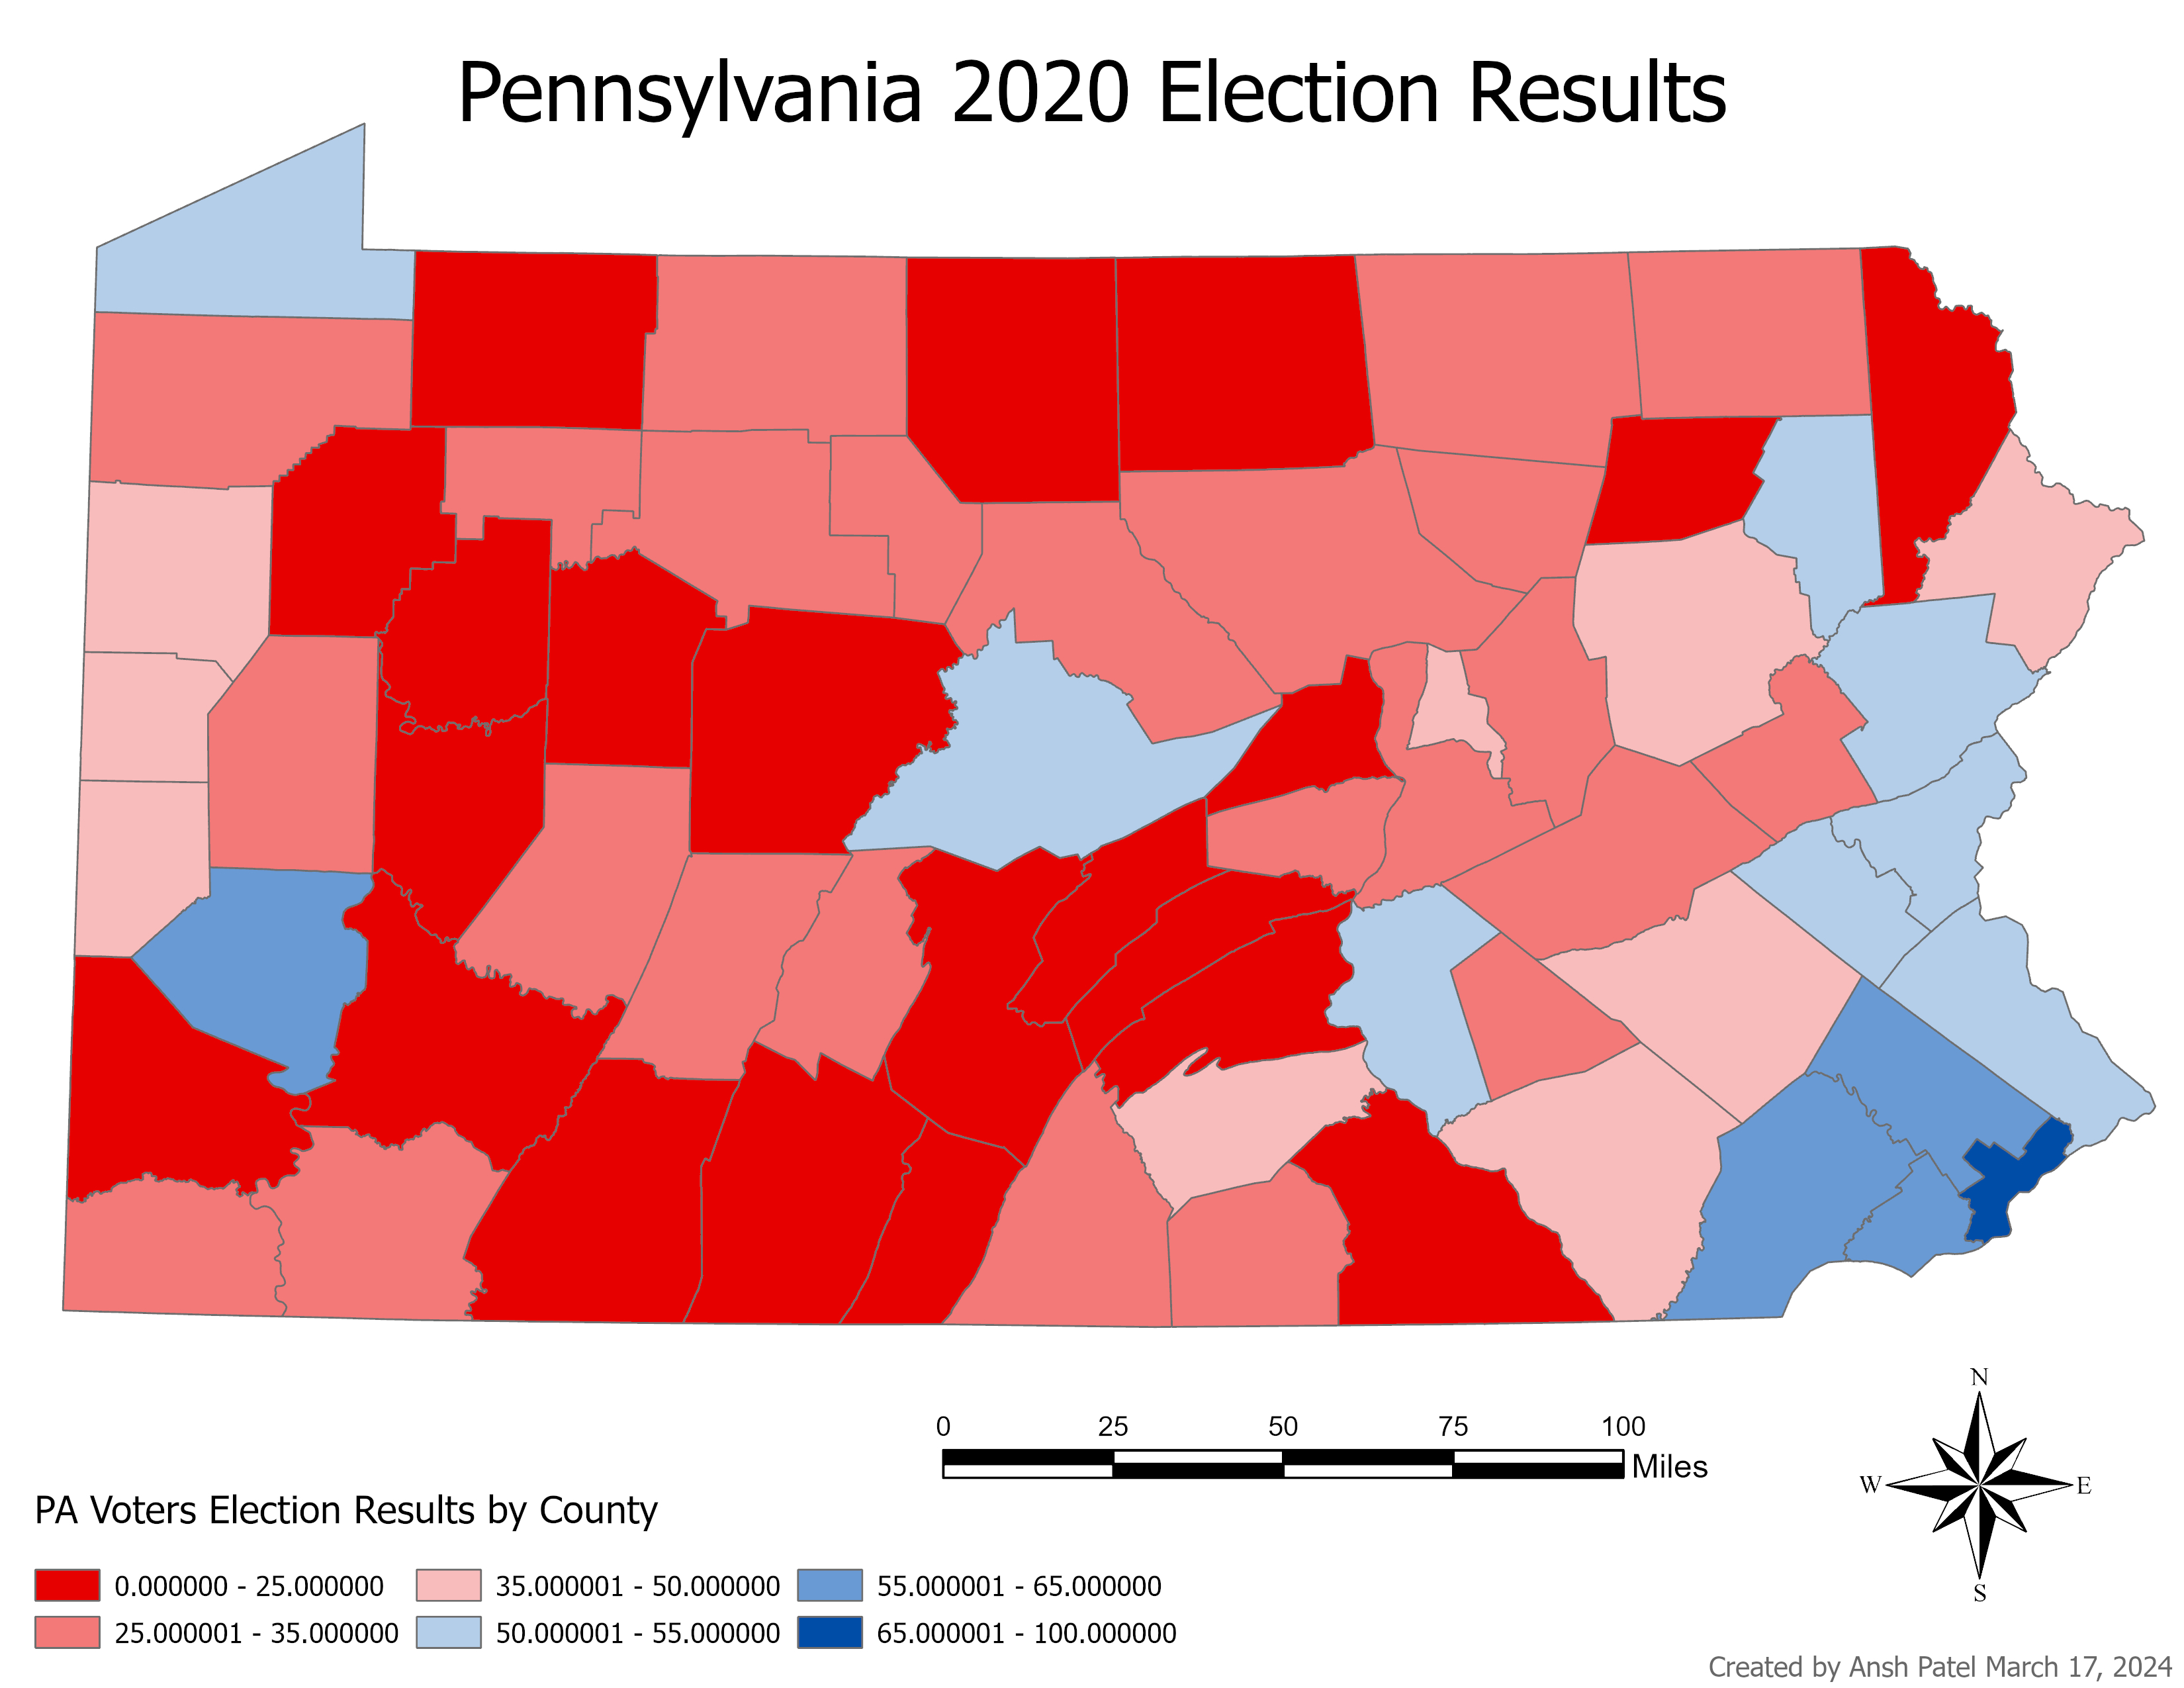 Pennsylvania 2020 Election Results
0 25 50 75 100
Miles
N
W E
S
PA Voters Election Results by County
0.000000 - 25.000000 35.000001 - 50.000000 55.000001 - 65.000000
25.000001 - 35.000000 50.000001 - 55.000000 65.000001 - 100.000000
Created by Ansh Patel March 17, 2024